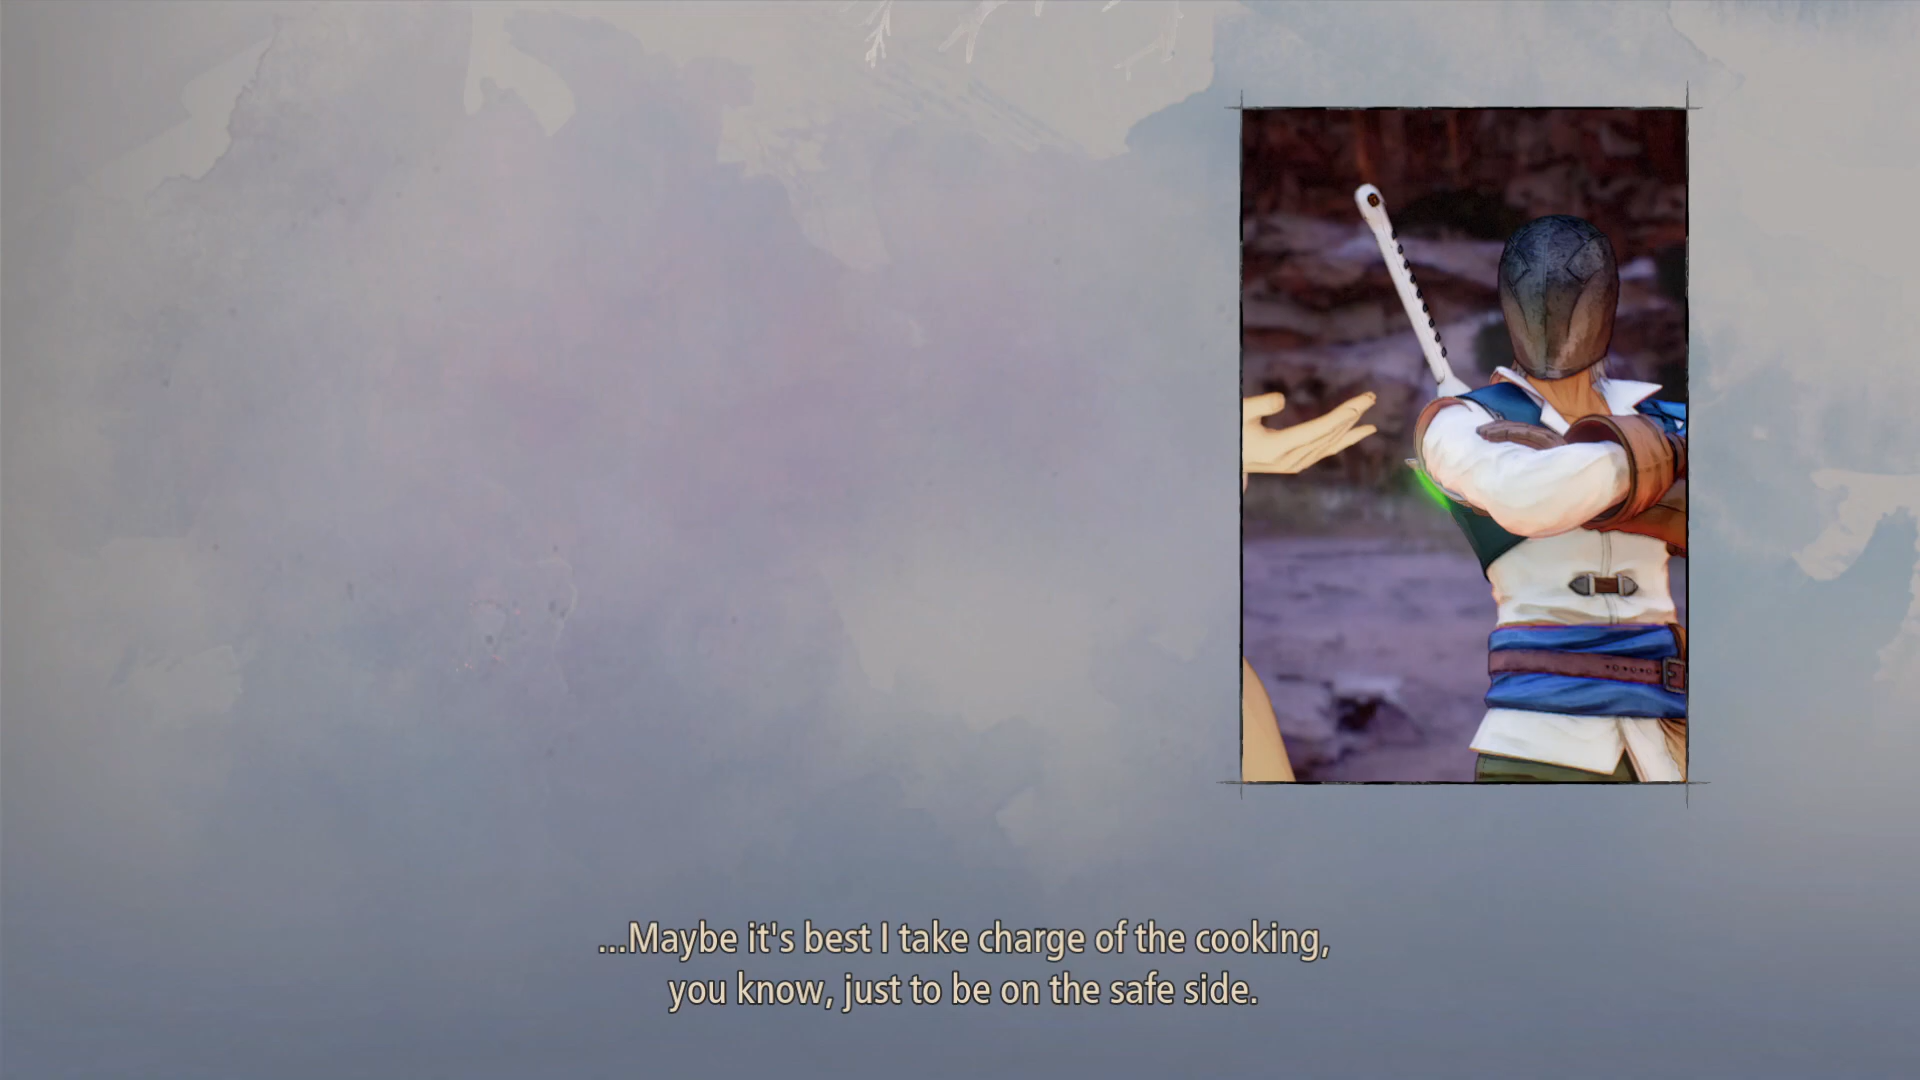 ...Maybe it's best I take charge of the cooking,
you know, just to be on the safe side.